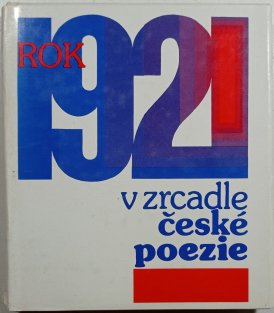 ROK
1921
v zrcadle
české
poezie